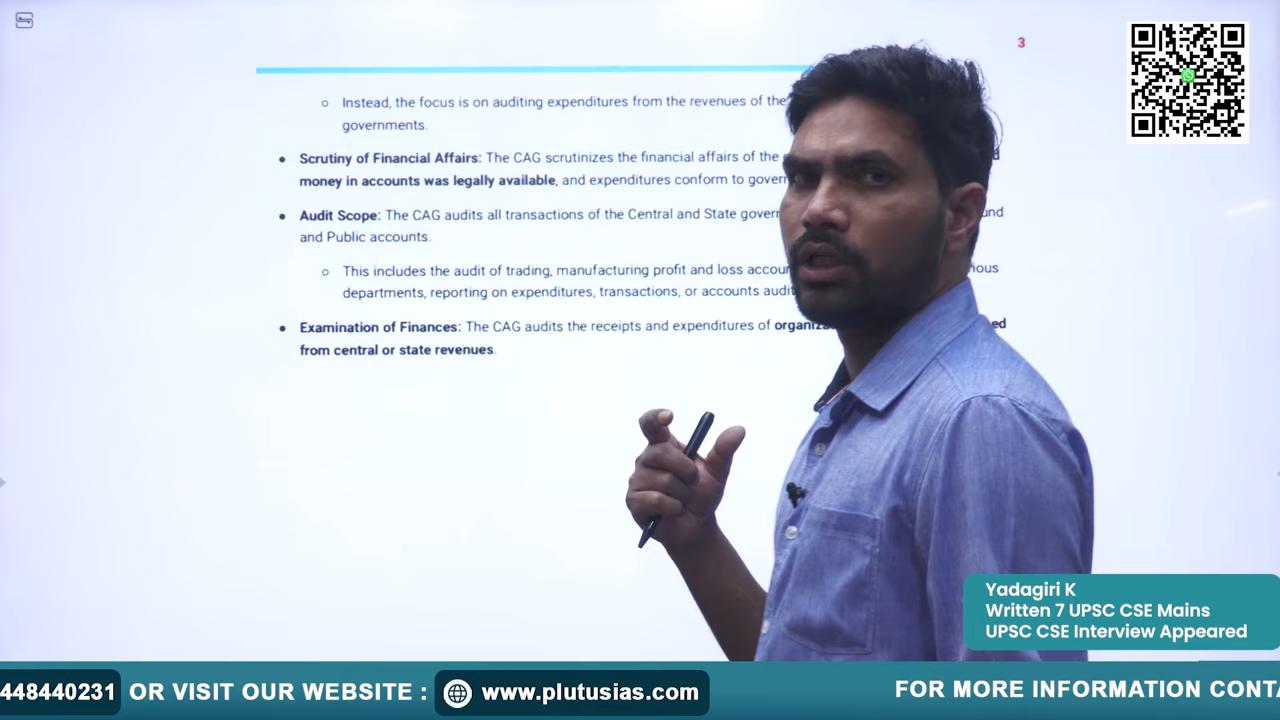 3
Instead, the focus is on auditing expenditures from the revenues of the
governments.
Scrutiny of Financial Affairs: The CAG scrutinizes the financial affairs of the
money in accounts was legally available, and expenditures conform to
Audit Scope: The CAG audits all transactions of the Central and State
and Public accounts.
This includes the audit of trading, manufacturing profit and loss
departments, reporting on expenditures, transactions, or accounts
Examination of Finances: The CAG audits the receipts and expenditures of
from central or state revenues.
Yadagiri K
Written 7 UPSC CSE Mains
UPSC CSE Interview Appeared
448440231 OR VISIT OUR WEBSITE : www.plutusias.com FOR MORE INFORMATION